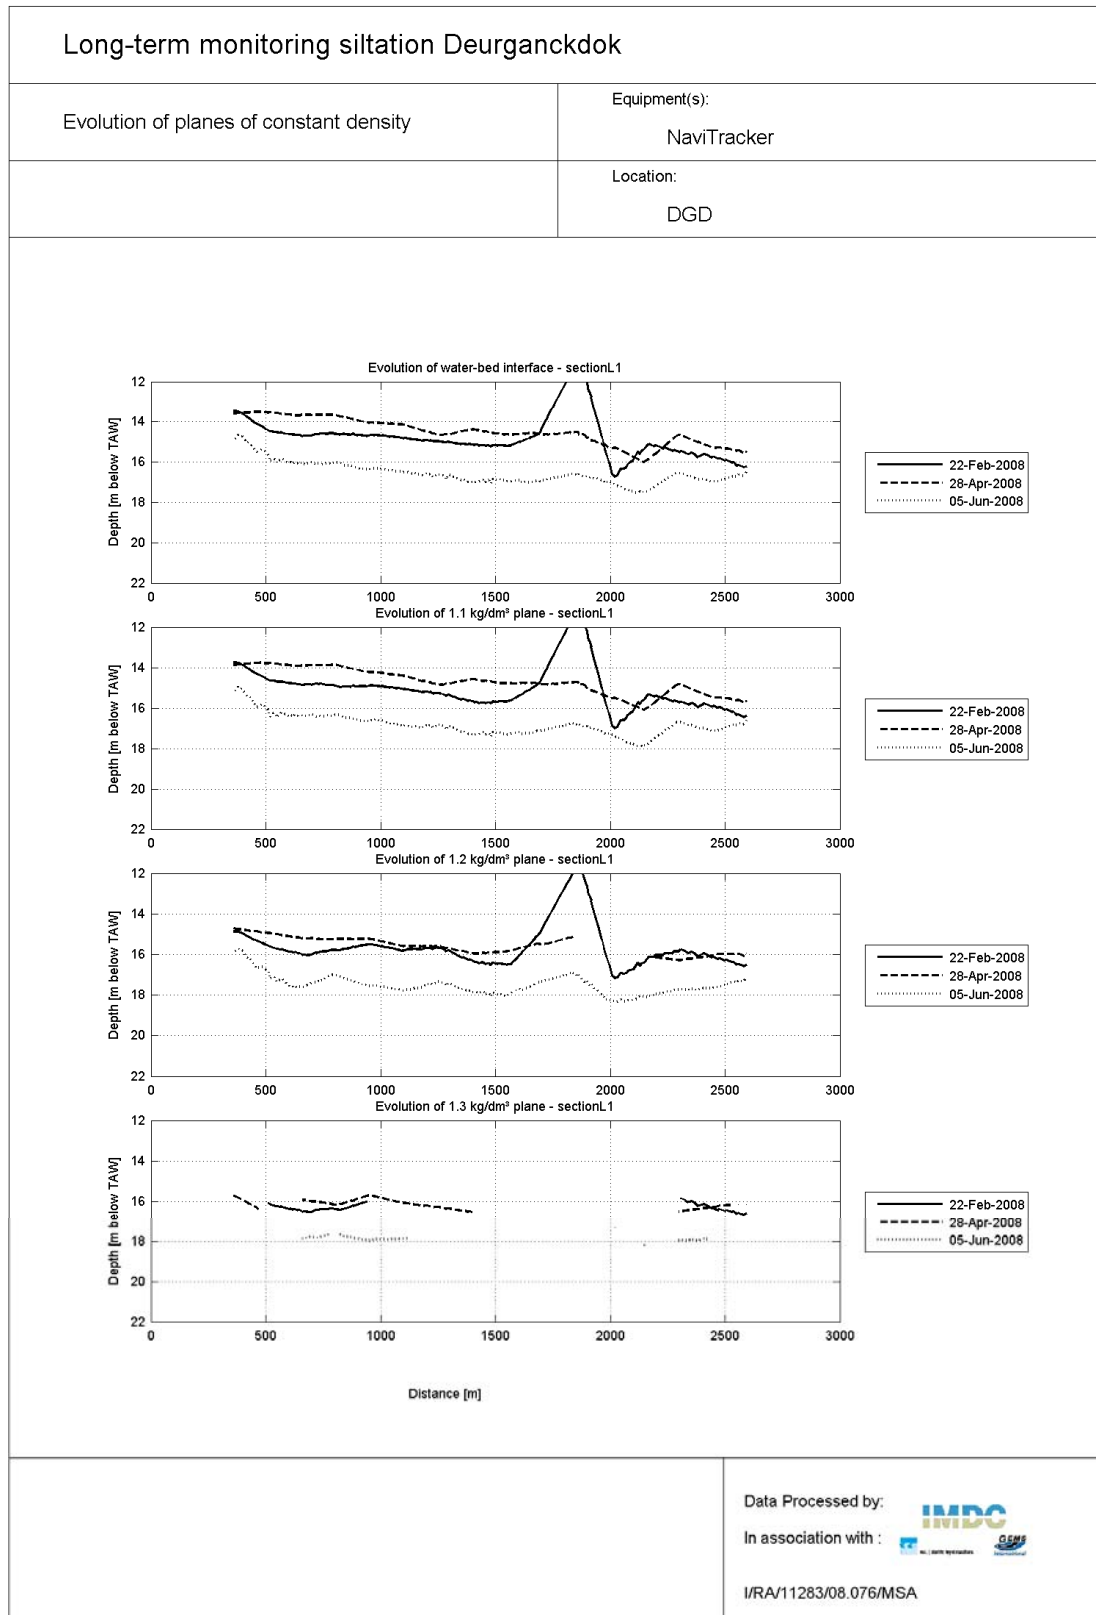 Long-term monitoring siltation Deurganckdok
Evolution of planes of constant density
Equipment(s):
NaviTracker
Location:
DGD
Evolution of water-bed interface - sectionL1
12
14
16
18
20
22
Depth [m below TAW]
0 500 1000 1500 2000 2500 3000
22-Feb-2008
28-Apr-2008
05-Jun-2008
Evolution of 1.1 kg/dm³ plane - sectionL1
12
14
16
18
20
22
Depth [m below TAW]
0 500 1000 1500 2000 2500 3000
22-Feb-2008
28-Apr-2008
05-Jun-2008
Evolution of 1.2 kg/dm³ plane - sectionL1
12
14
16
18
20
22
Depth [m below TAW]
0 500 1000 1500 2000 2500 3000
22-Feb-2008
28-Apr-2008
05-Jun-2008
Evolution of 1.3 kg/dm³ plane - sectionL1
12
14
16
18
20
22
Depth [m below TAW]
0 500 1000 1500 2000 2500 3000
22-Feb-2008
28-Apr-2008
05-Jun-2008
Distance [m]
Data Processed by:
IMDC
In association with :
GEMS
International
I/RA/11283/08.076/MSA